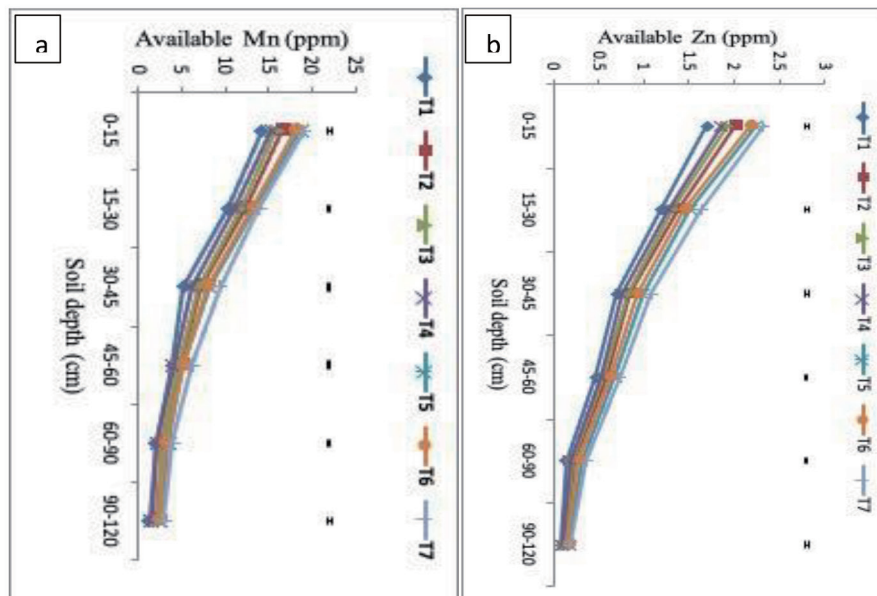 a
Available Mn (ppm)
0 5 10 15 20 25
0-15
15-30
30-45
45-60
60-90
90-120
Soil depth (cm)
T1
T2
T3
T4
T5
T6
T7
b
Available Zn (ppm)
0 0.5 1 1.5 2 2.5 3
0-15
15-30
30-45
45-60
60-90
90-120
Soil depth (cm)
T1
T2
T3
T4
T5
T6
T7